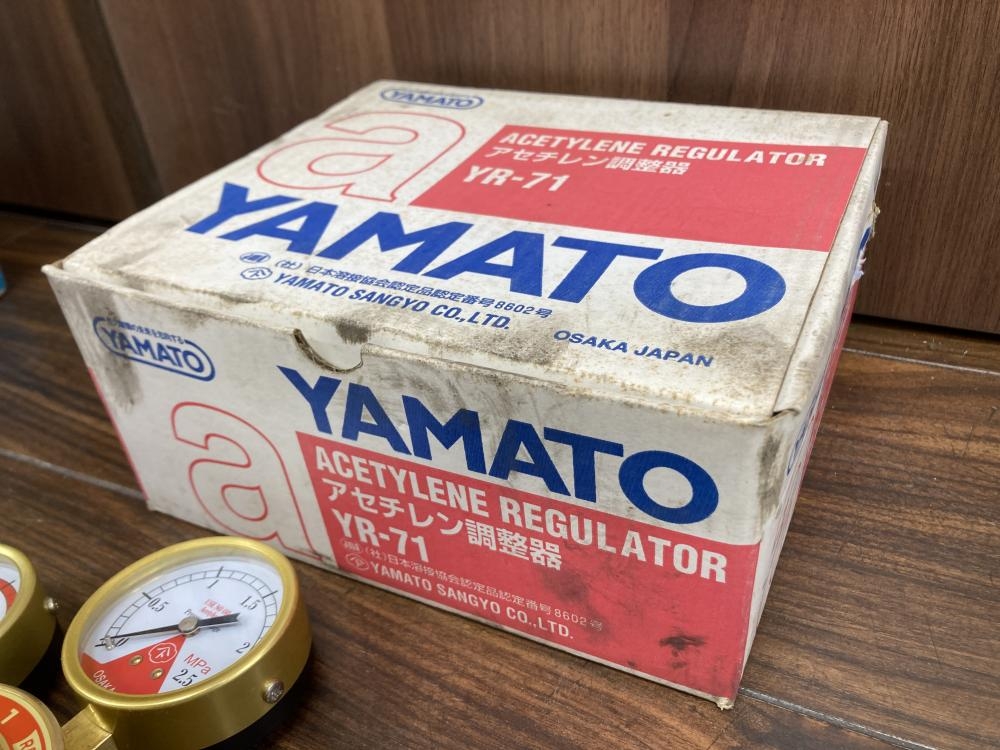 YAMATO
a
ACETYLENE REGULATOR
アセチレン調整器
YR-71
YAMATO
(社)日本溶接協会認定品認定番号8602号
YAMATO SANGYO CO.,LTD.
OSAKA JAPAN
YAMATO
a
YAMATO
ACETYLENE REGULATOR
アセチレン調整器
YR-71
(社)日本溶接協会認定品認定番号8602号
YAMATO SANGYO CO.,LTD.
0.5
1
1.5
2
2.5
MPa
OSAKA
1